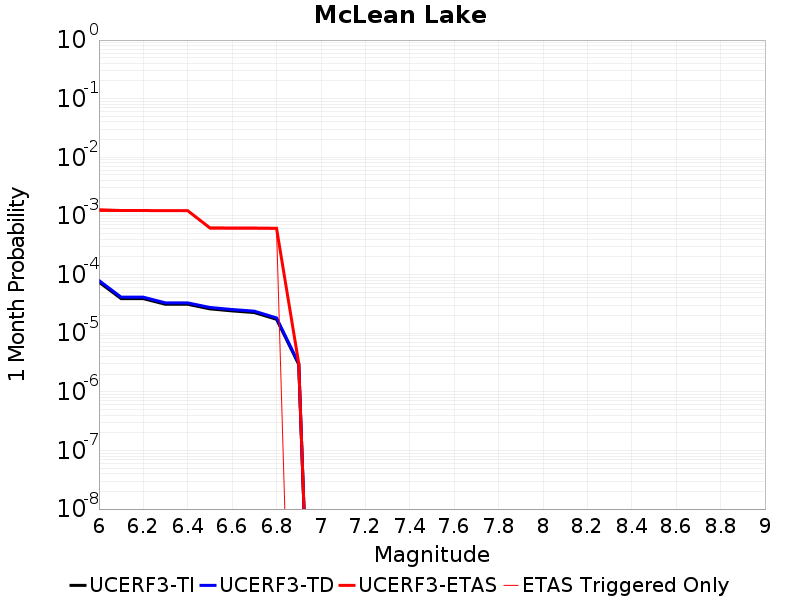 McLean Lake
1 Month Probability
10^0
10^-1
10^-2
10^-3
10^-4
10^-5
10^-6
10^-7
10^-8
6 6.2 6.4 6.6 6.8 7 7.2 7.4 7.6 7.8 8 8.2 8.4 8.6 8.8 9
Magnitude
UCERF3-TI UCERF3-TD UCERF3-ETAS ETAS Triggered Only